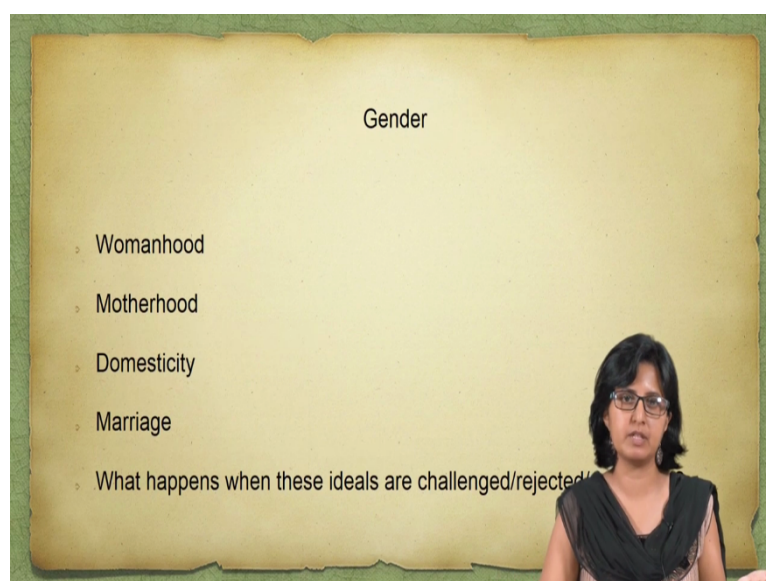 Gender
Womanhood
Motherhood
Domesticity
Marriage
What happens when these ideals are challenged/rejected/